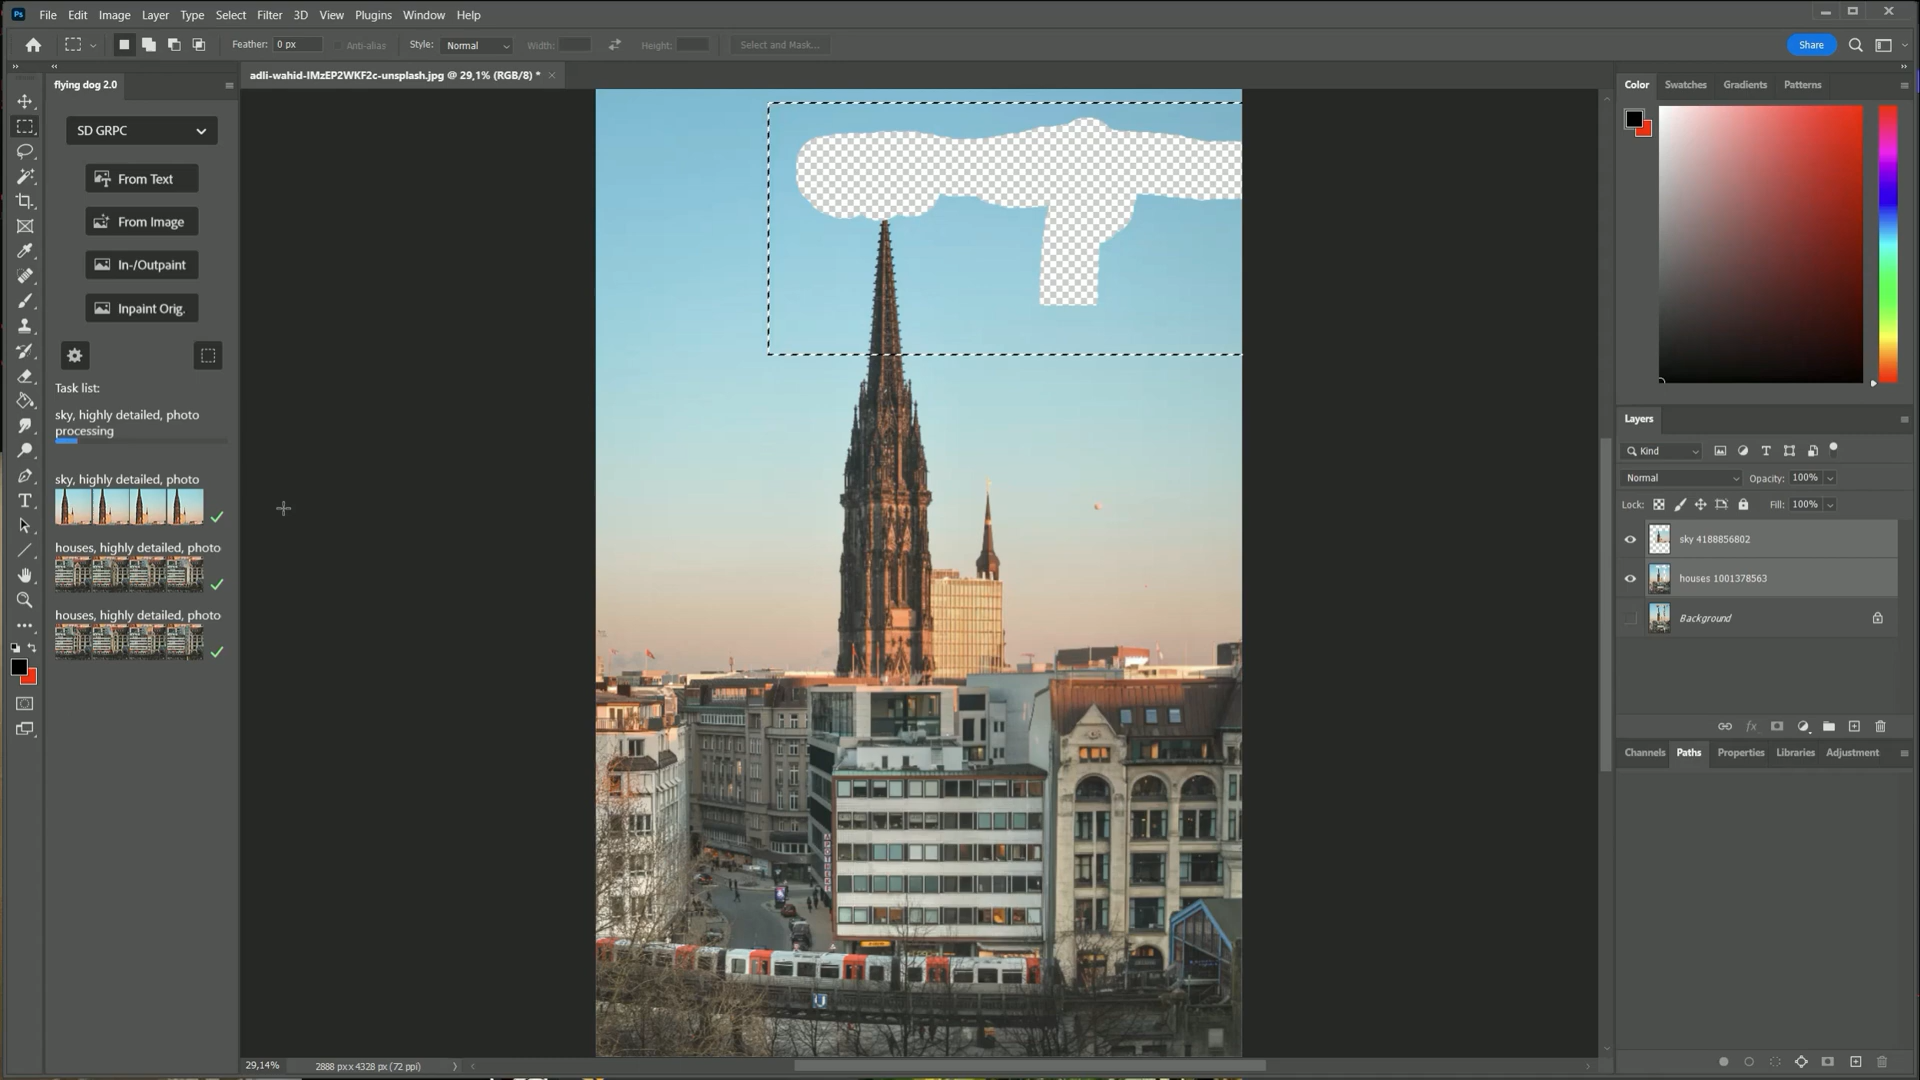 Ps File Edit Image Layer Type Select Filter 3D View Plugins Window Help
Feather: 0 px Anti-alias Style: Normal Width: Height: Select and Mask... Share
flying dog 2.0
adli-wahid-lMzEP2WKF2c-unsplash.jpg @ 29,1% (RGB/8) *
Color Swatches Gradients Patterns
SD GRPC
From Text
From Image
In-/Outpaint
Inpaint Orig.
Task list:
sky, highly detailed, photo
processing
sky, highly detailed, photo
houses, highly detailed, photo
houses, highly detailed, photo
Layers
Kind
Normal Opacity: 100%
Lock: Fill: 100%
sky 4188856802
houses 1001378563
Background
Channels Paths Properties Libraries Adjustment
29,14% 2888 px x 4328 px (72 ppi)